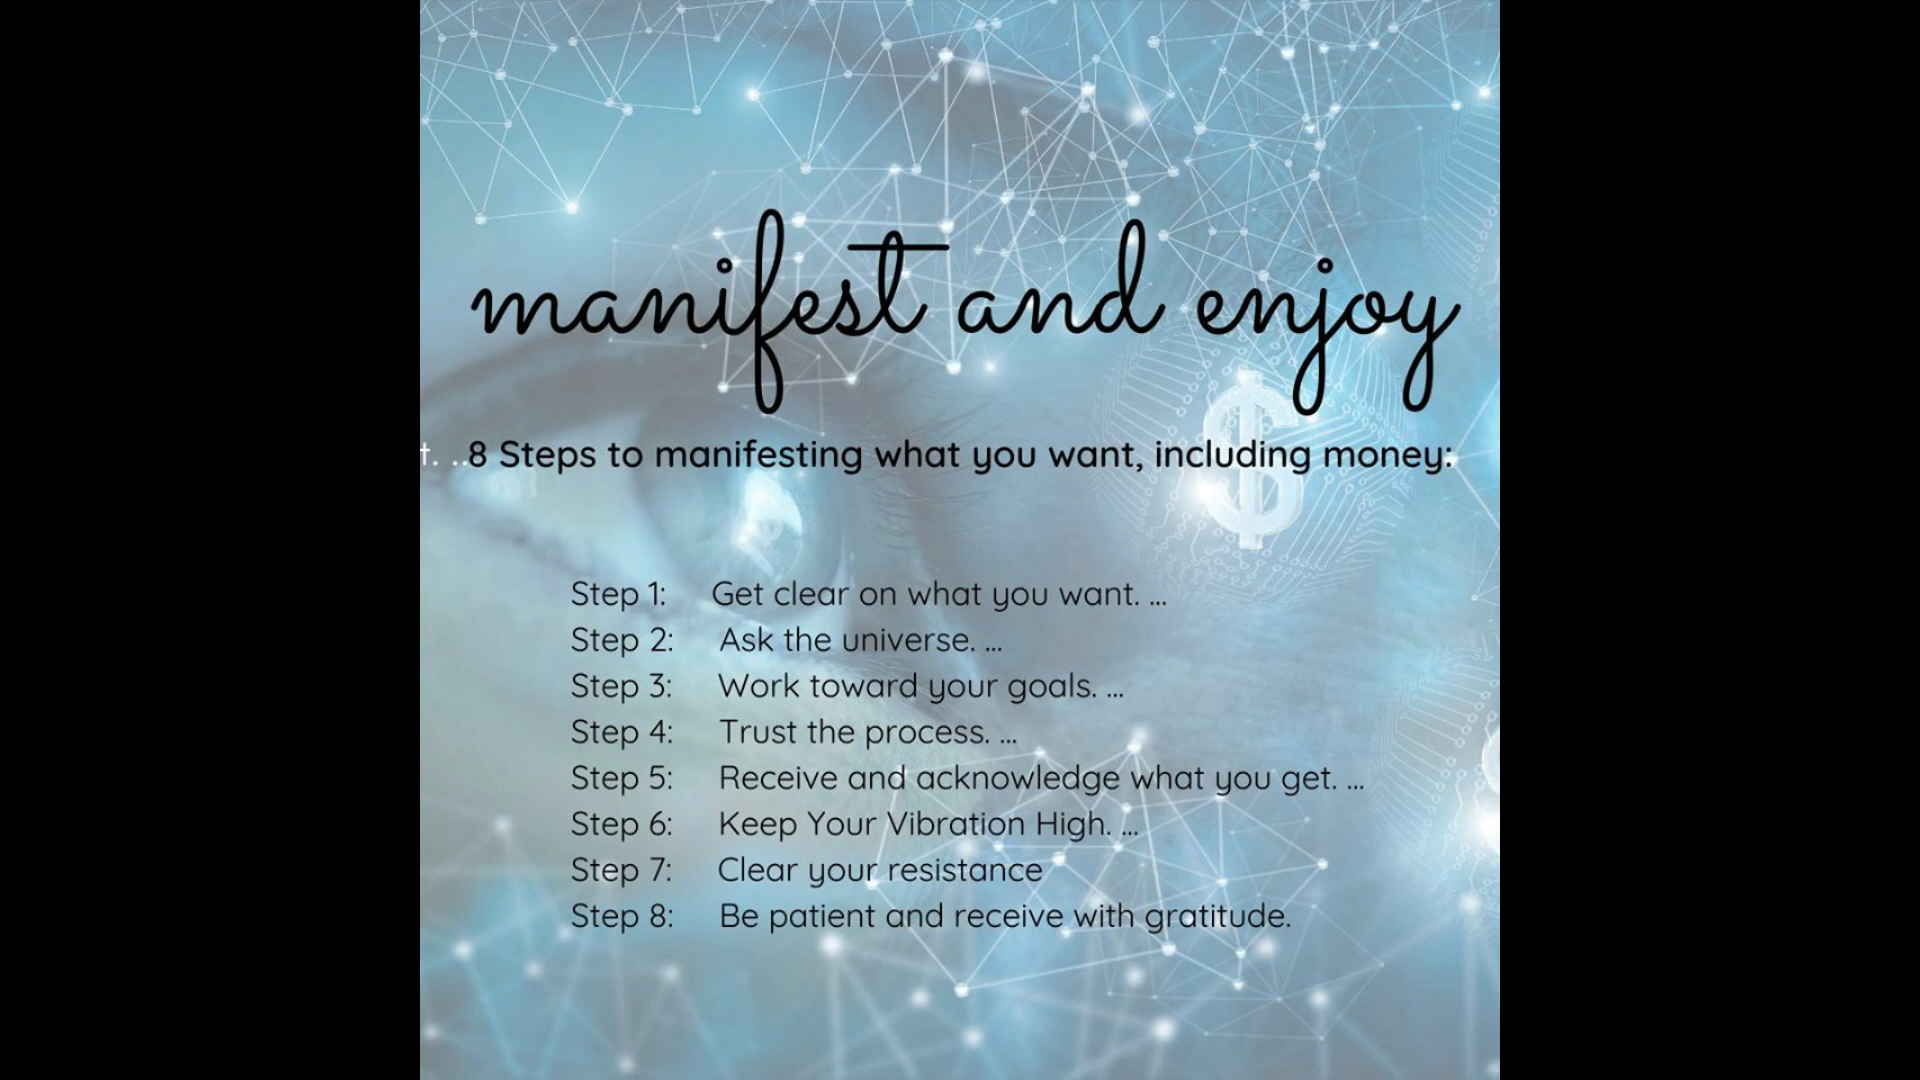 manifest and enjoy
t. ..8 Steps to manifesting what you want, including money:
Step 1: Get clear on what you want. ...
Step 2: Ask the universe. ...
Step 3: Work toward your goals. ...
Step 4: Trust the process. ...
Step 5: Receive and acknowledge what you get. ...
Step 6: Keep Your Vibration High. ...
Step 7: Clear your resistance
Step 8: Be patient and receive with gratitude.